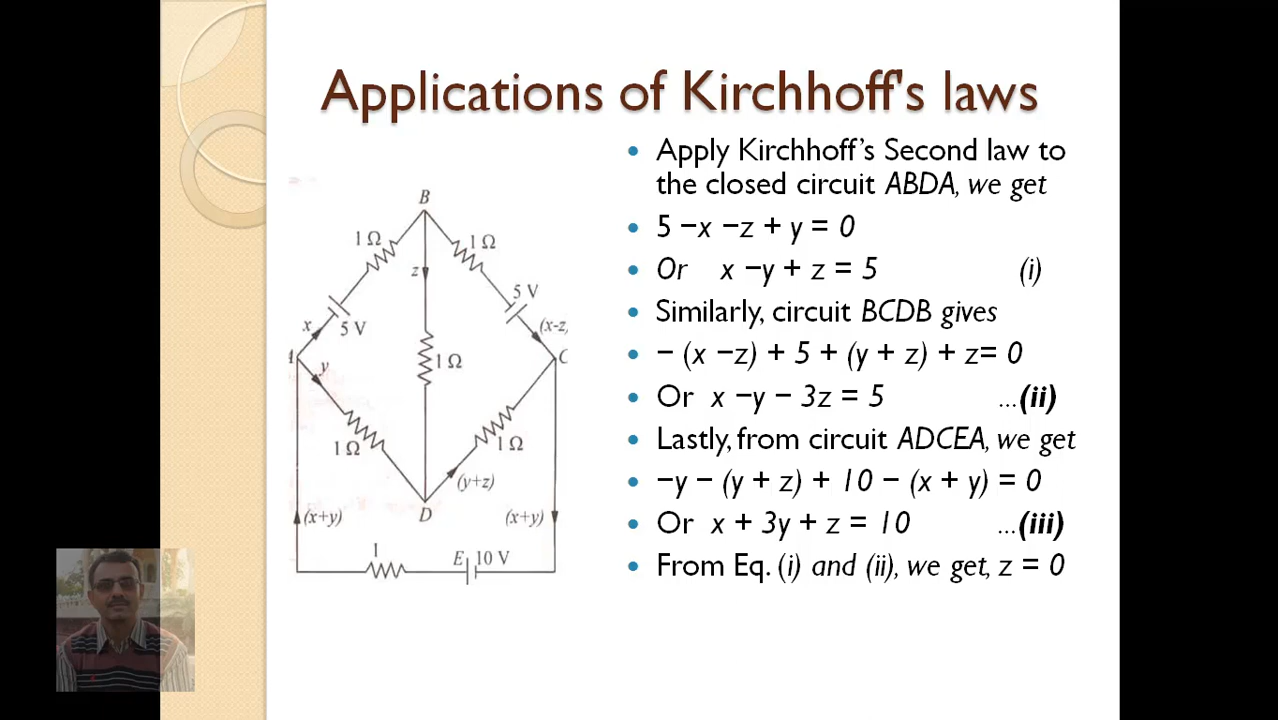 Applications of Kirchhoff's laws
• Apply Kirchhoff's Second law to
the closed circuit ABDA, we get
• 5 −x −z + y = 0
• Or x −y + z = 5 (i)
• Similarly, circuit BCDB gives
• − (x −z) + 5 + (y + z) + z= 0
• Or x −y − 3z = 5 ...(ii)
• Lastly, from circuit ADCEA, we get
• −y − (y + z) + 10 − (x + y) = 0
• Or x + 3y + z = 10 ...(iii)
• From Eq. (i) and (ii), we get, z = 0
B
1 Ω
1 Ω
z
5 V
x
5 V
(x-z
A
C
y
1 Ω
1 Ω
1 Ω
(y+z)
D
(x+y)
(x+y)
1
E
10 V